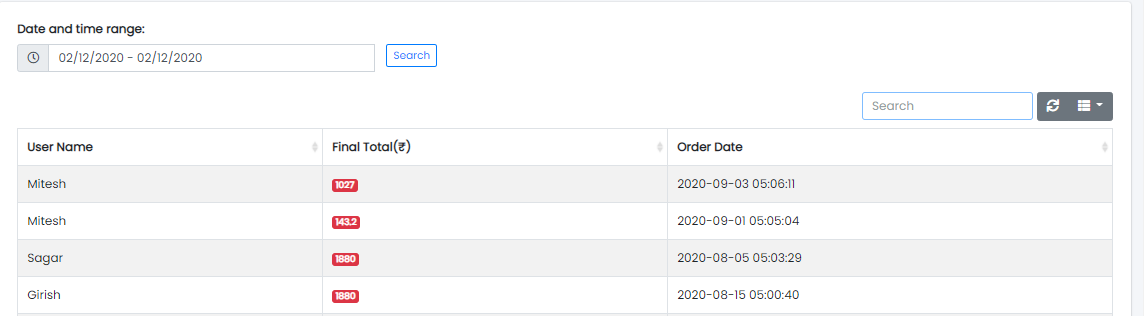 Date and time range:
02/12/2020 - 02/12/2020 Search
Search
User Name Final Total(₹) Order Date
Mitesh 1027 2020-09-03 05:06:11
Mitesh 143.2 2020-09-01 05:05:04
Sagar 1880 2020-08-05 05:03:29
Girish 1880 2020-08-15 05:00:40